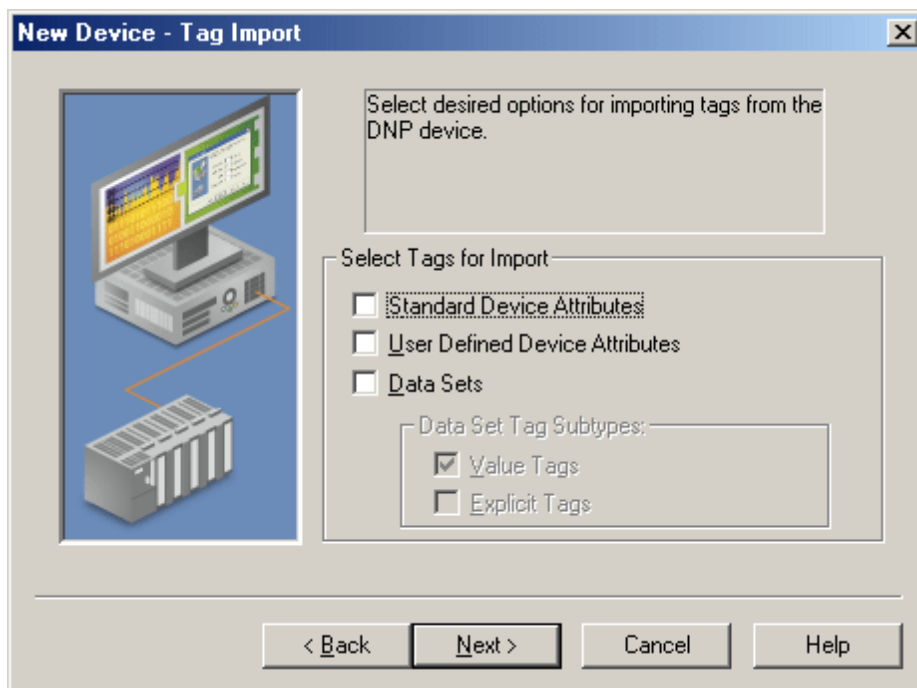 New Device - Tag Import
Select desired options for importing tags from the
DNP device.
Select Tags for Import
Standard Device Attributes
User Defined Device Attributes
Data Sets
Data Set Tag Subtypes:
Value Tags
Explicit Tags
< Back
Next >
Cancel
Help